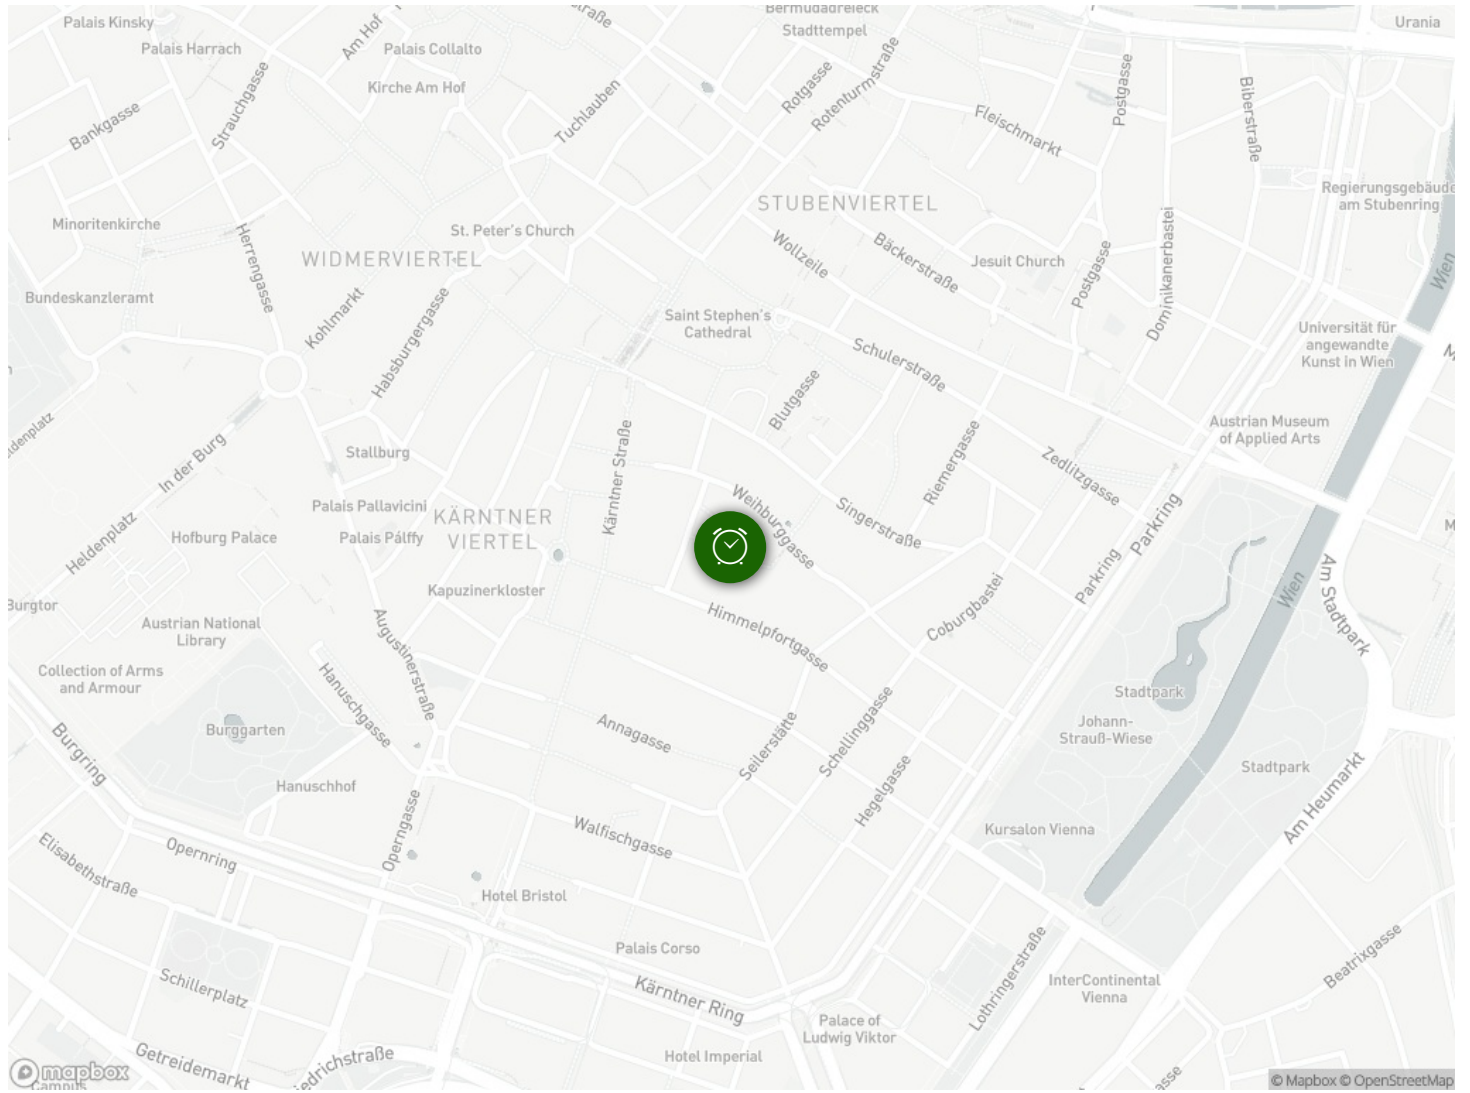 Palais Kinsky
Am Hof
Bermudadreieck
Urania
Palais Harrach
Palais Collalto
Stadttempel
Kirche Am Hof
Strauchgasse
Bankgasse
Tuchlauben
Rotgasse
Rotenturmstraße
Fleischmarkt
Postgasse
Biberstraße
Regierungsgebäude
am Stubenring
STUBENVIERTEL
Minoritenkirche
Herrengasse
St. Peter's Church
WIDMERVIERTEL
Wollzeile
Bäckerstraße
Jesuit Church
Postgasse
Dominikanerbastei
Wien
Bundeskanzleramt
Kohlmarkt
Habsburgergasse
Saint Stephen's
Cathedral
Schulerstraße
Universität für
angewandte
Kunst in Wien
Blutgasse
Kärntner Straße
Riemergasse
Zedlitzgasse
Austrian Museum
of Applied Arts
In der Burg
Stallburg
Heldenplatz
Palais Pallavicini
Hofburg Palace
Palais Pálffy
KÄRNTNER
VIERTEL
Weihburggasse
Singerstraße
Parkring
Parkring
Wien
Am Stadtpark
Burgtor
Austrian National
Library
Kapuzinerkloster
Augustinerstraße
Himmelpfortgasse
Coburgbastei
Collection of Arms
and Armour
Hanuschgasse
Stadtpark
Johann-
Strauß-Wiese
Burgring
Burggarten
Annagasse
Seilerstätte
Schellinggasse
Hegelgasse
Stadtpark
Hanuschhof
Am Heumarkt
Operngasse
Walfischgasse
Kursalon Vienna
Elisabethstraße
Opernring
Hotel Bristol
Palais Corso
Schillerplatz
Kärntner Ring
Lothringerstraße
InterContinental
Vienna
Beatrixgasse
Palace of
Ludwig Viktor
Hotel Imperial
Getreidemarkt
mapbox
© Mapbox © OpenStreetMap